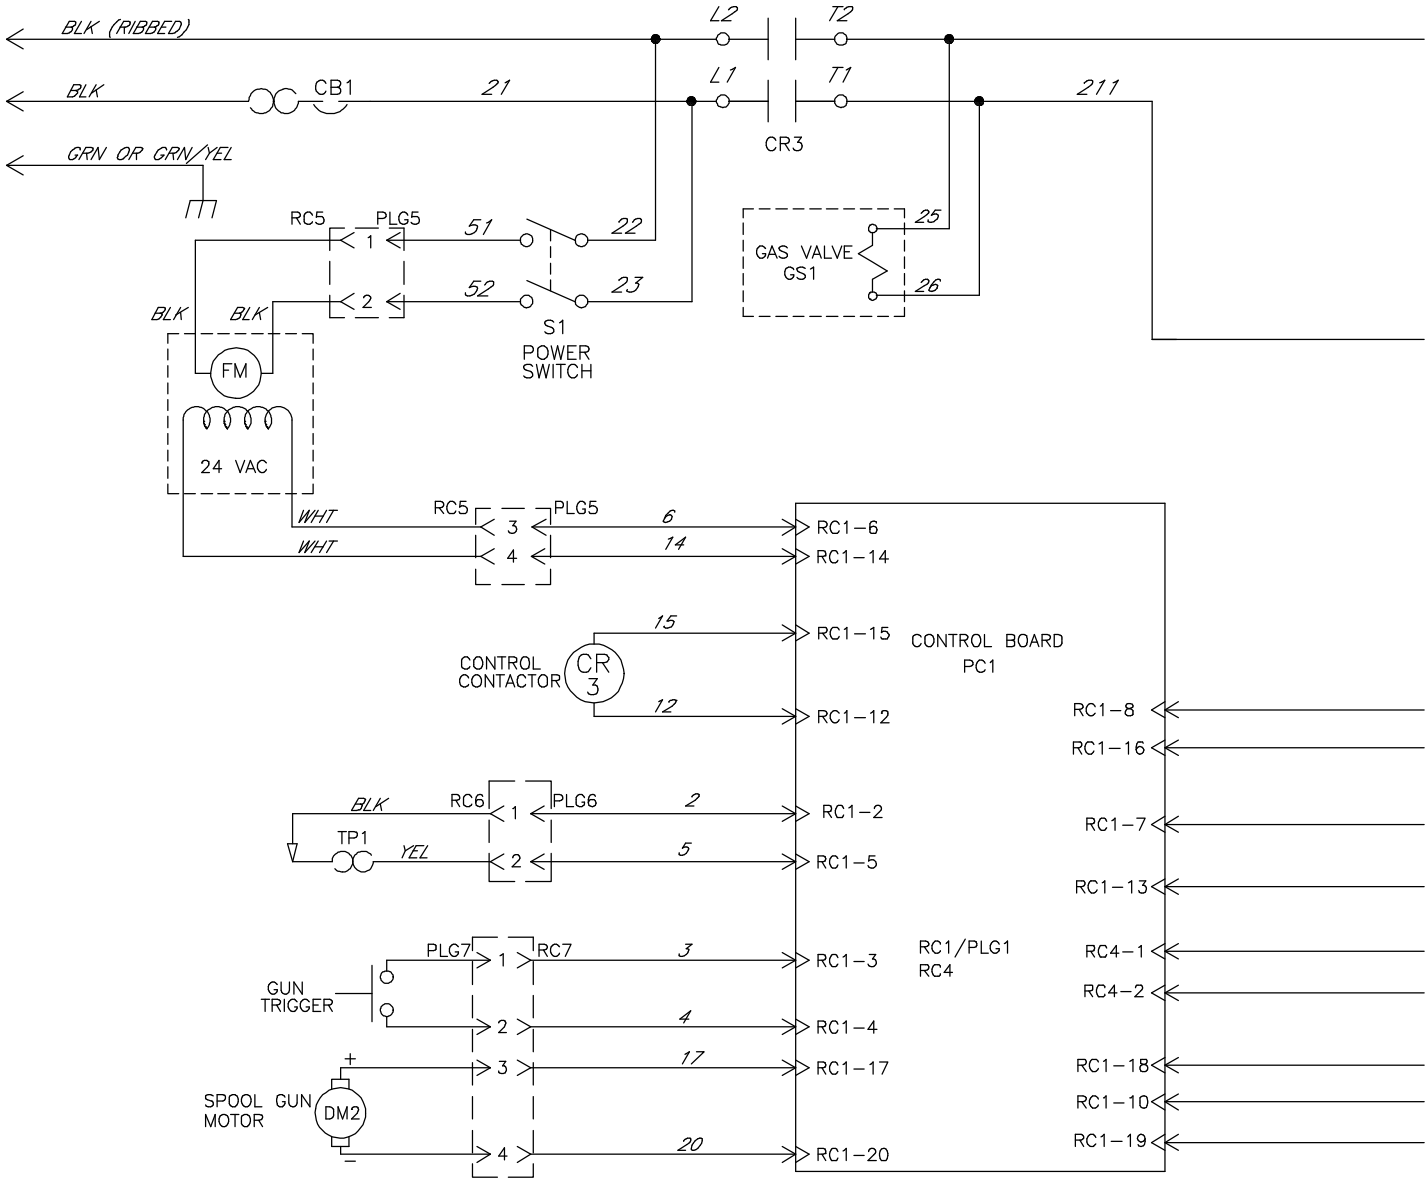 L2 T2
BLK (RIBBED)
L1 T1
BLK CB1 21 211
CR3
GRN OR GRN/YEL
RC5 PLG5
1 51 22
2 52 23
BLK BLK
S1
POWER
SWITCH
25
GAS VALVE
GS1
26
FM
24 VAC
RC5 PLG5
WHT 3 6 RC1-6
WHT 4 14 RC1-14
15 RC1-15
CONTROL
CONTACTOR
CR
3
12 RC1-12
CONTROL BOARD
PC1
RC1-8
RC1-16
RC6 PLG6
BLK 1 2 RC1-2
RC1-7
TP1
YEL 2 5 RC1-5
RC1-13
PLG7 RC7
1 3 RC1-3
RC1/PLG1
RC4
RC4-1
GUN
TRIGGER
RC4-2
2 4 RC1-4
+ 3 17 RC1-17
RC1-18
SPOOL GUN
MOTOR
DM2
RC1-10
RC1-19
– 4 20 RC1-20